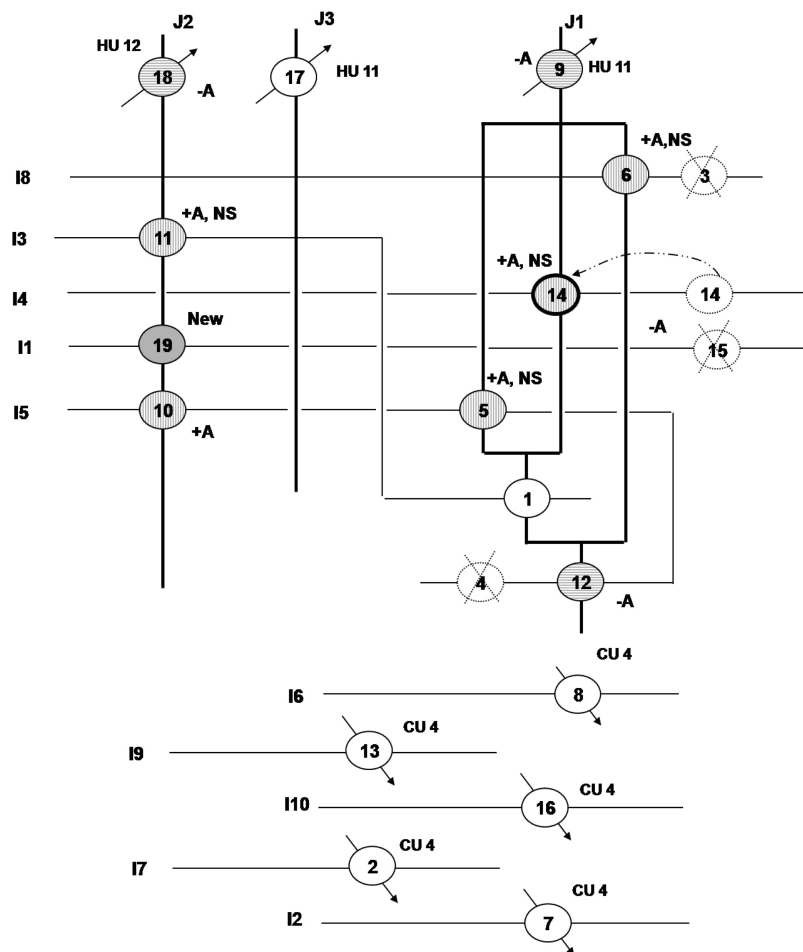 J2 J3 J1
HU 12 18 -A 17 HU 11 -A 9 HU 11
+A,NS
I8 6 3
+A, NS
I3 11
+A, NS
I4 14 14
New -A
I1 19 15
+A, NS
I5 10 5
+A
1
4 12
-A
CU 4
I6 8
CU 4
I9 13
CU 4
I10 16
CU 4
I7 2
CU 4
I2 7